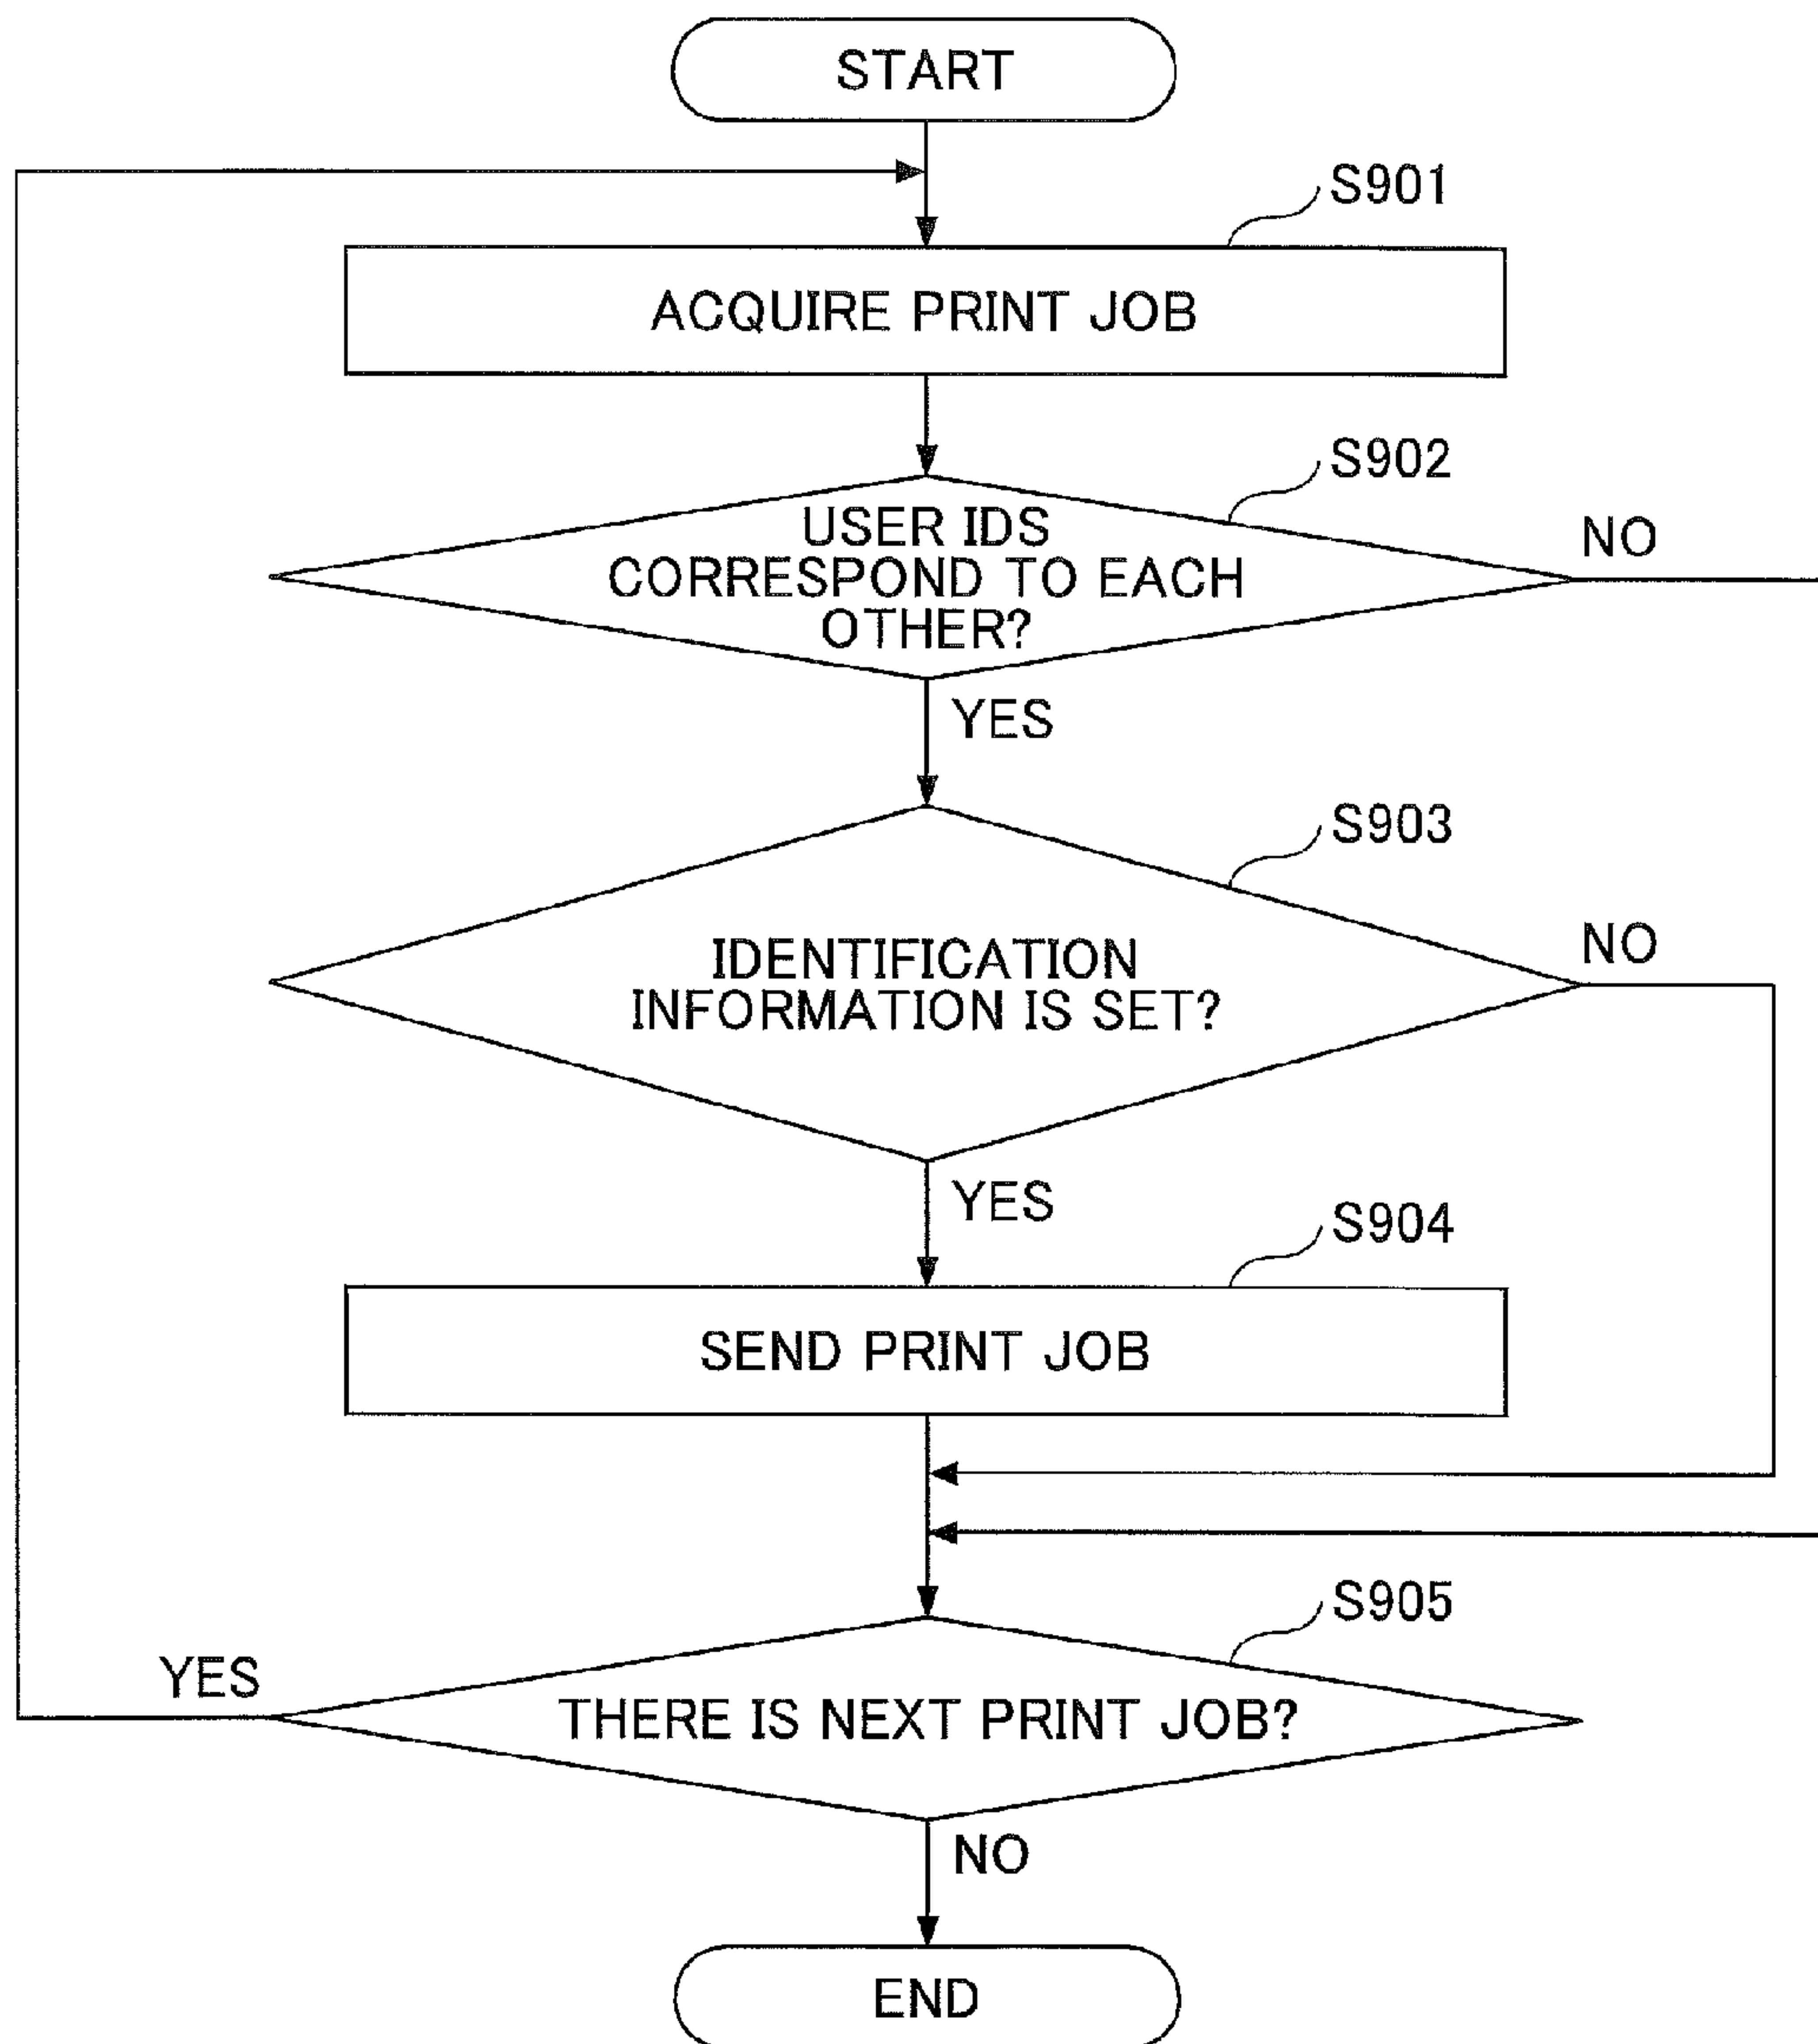 START
S901
ACQUIRE PRINT JOB
S902
USER IDS
CORRESPOND TO EACH
OTHER?
NO
YES
S903
IDENTIFICATION
INFORMATION IS SET?
NO
YES
S904
SEND PRINT JOB
S905
YES
THERE IS NEXT PRINT JOB?
NO
END